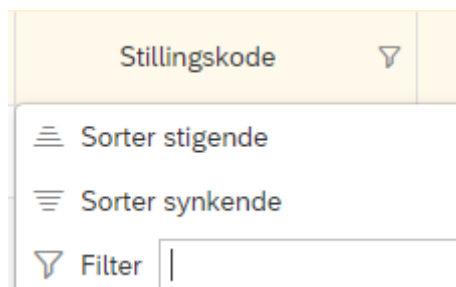 Stillingskode
Sorter stigende
Sorter synkende
Filter